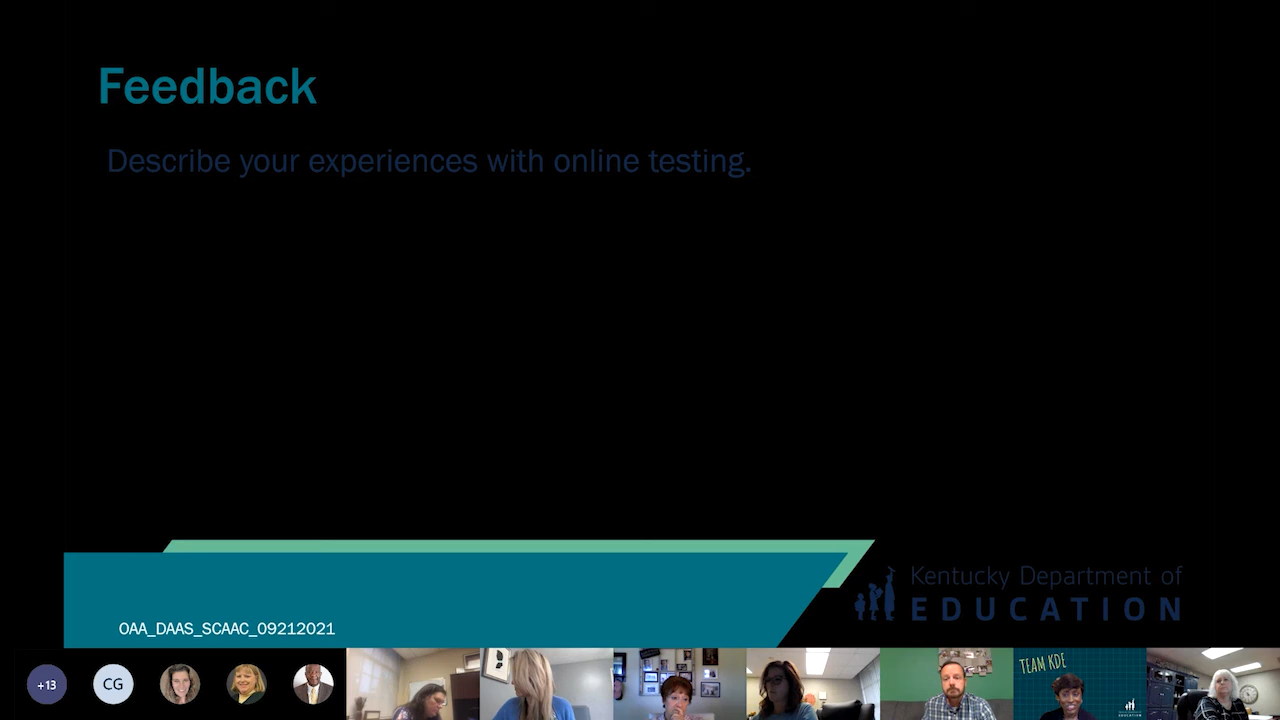 Feedback
Describe your experiences with online testing.
Kentucky Department of
EDUCATION
OAA_DAAS_SCAAC_09212021
+13
CG
TEAM KDE